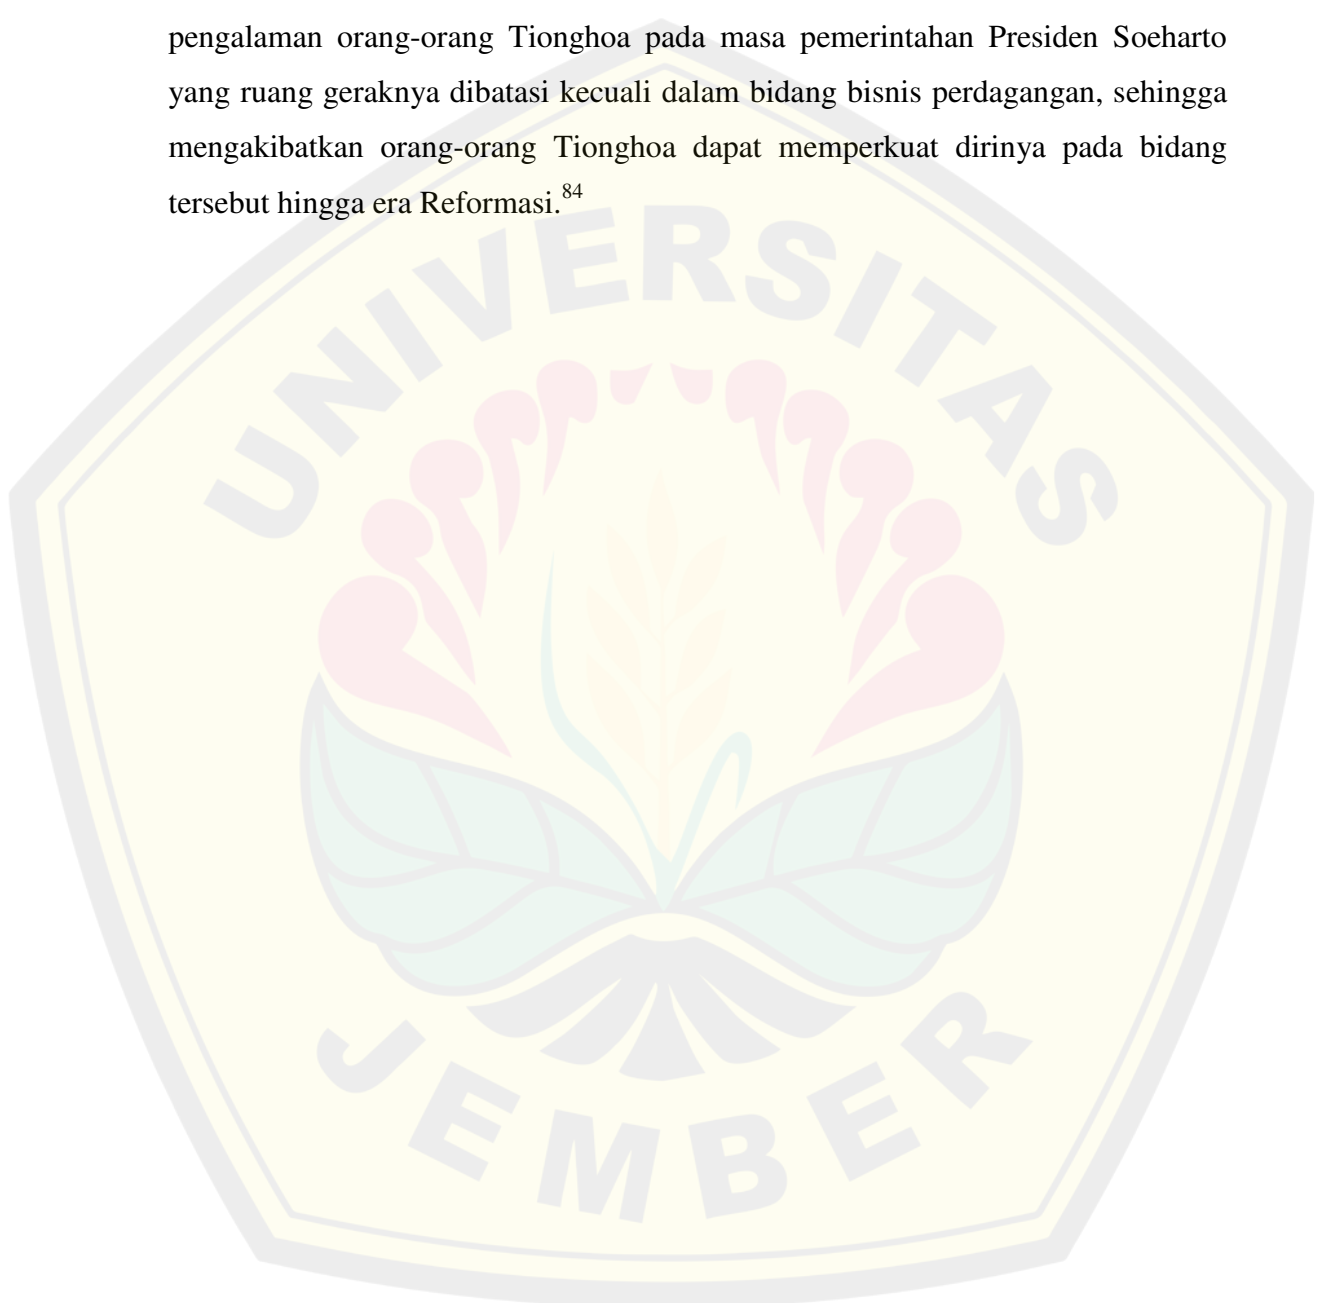 pengalaman orang-orang Tionghoa pada masa pemerintahan Presiden Soeharto
yang ruang geraknya dibatasi kecuali dalam bidang bisnis perdagangan, sehingga
mengakibatkan orang-orang Tionghoa dapat memperkuat dirinya pada bidang
tersebut hingga era Reformasi.84
UNIVERSITAS
JEMBER